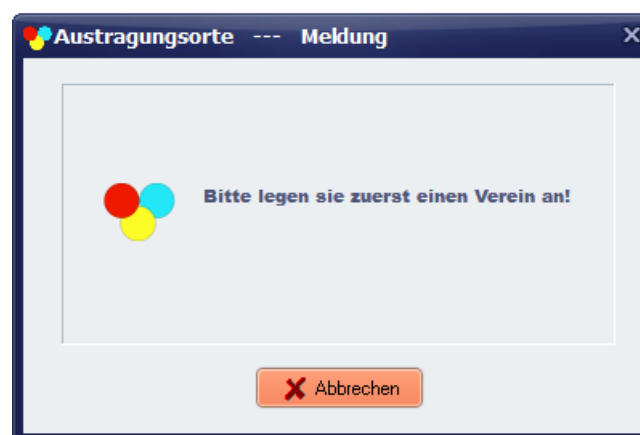 Austragungsorte --- Meldung
Bitte legen sie zuerst einen Verein an!
Abbrechen